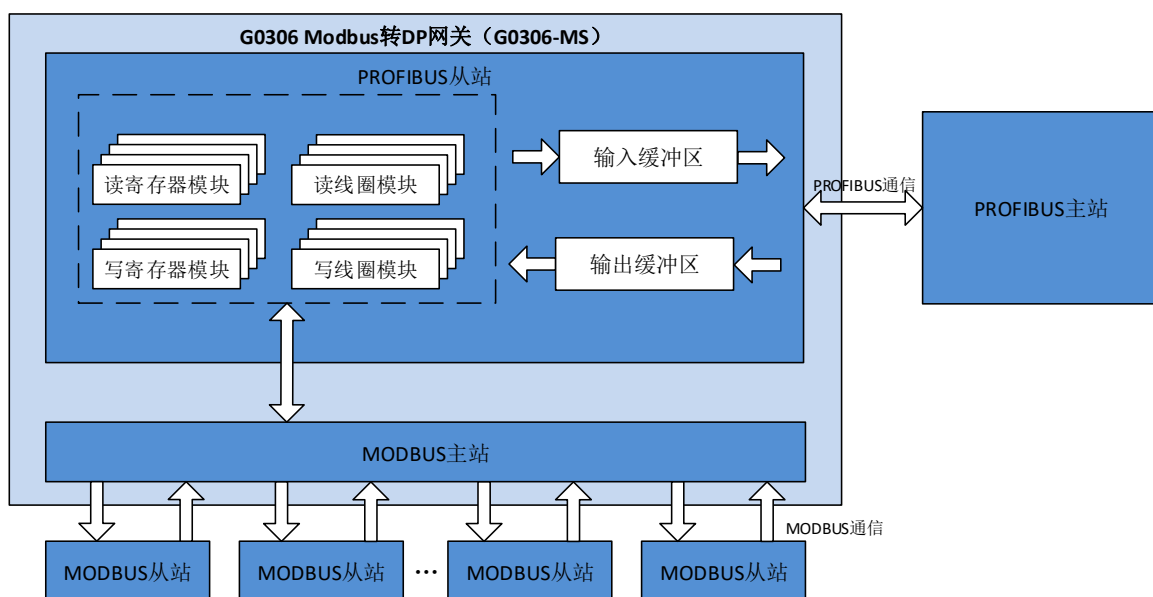 G0306 Modbus转DP网关（G0306-MS）
PROFIBUS从站
读寄存器模块
读线圈模块
输入缓冲区
写寄存器模块
写线圈模块
输出缓冲区
PROFIBUS通信
PROFIBUS主站
MODBUS主站
MODBUS通信
MODBUS从站
MODBUS从站
...
MODBUS从站
MODBUS从站